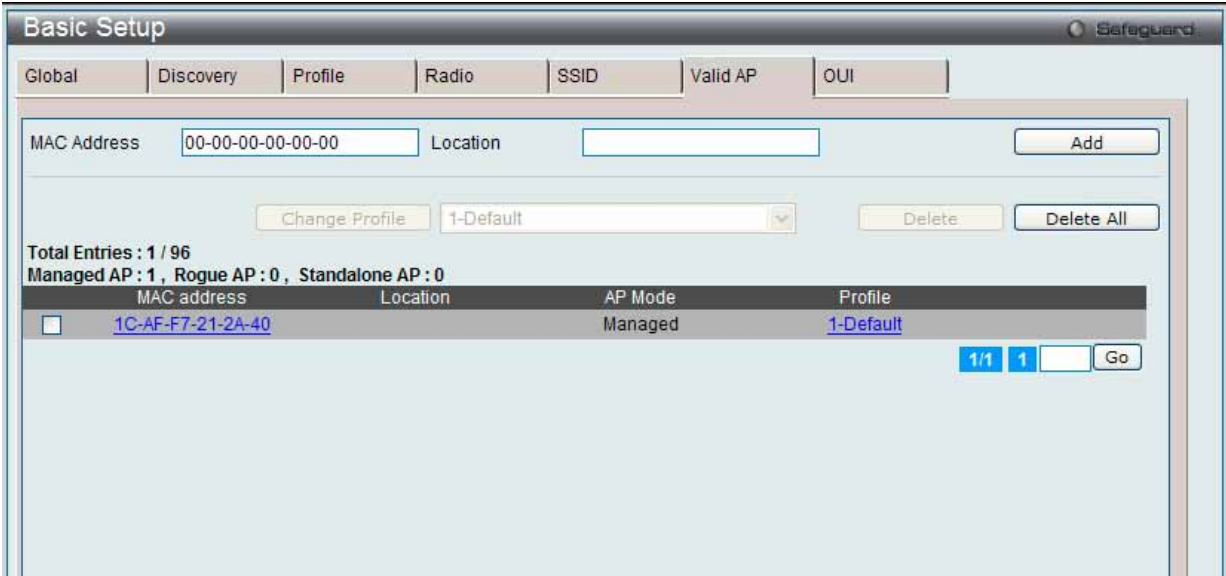 Basic Setup
Safeguard
Global Discovery Profile Radio SSID Valid AP OUI
MAC Address 00-00-00-00-00-00 Location Add
Change Profile 1-Default Delete Delete All
Total Entries : 1 / 96
Managed AP : 1 , Rogue AP : 0 , Standalone AP : 0
MAC address Location AP Mode Profile
1C-AF-F7-21-2A-40 Managed 1-Default
1/1 1 Go